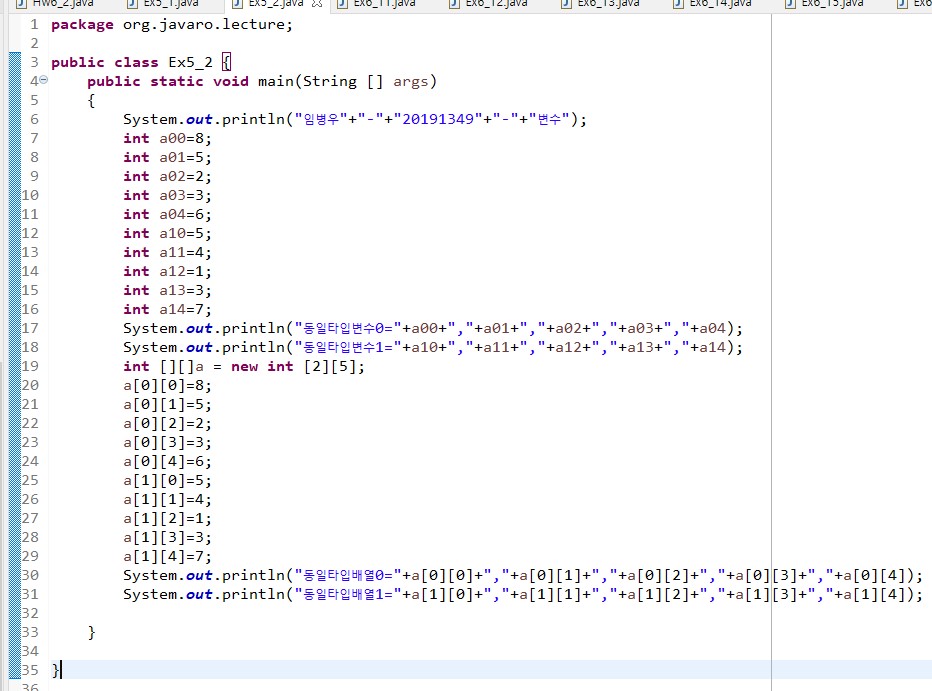 Hw6_2.java Ex5_1.java Ex5_2.java Ex6_11.java Ex6_12.java Ex6_13.java Ex6_14.java Ex6_15.java
1 package org.javaro.lecture;
2
3 public class Ex5_2 {
4 public static void main(String [] args)
5 {
6 System.out.println("임병우"+"-"+"20191349"+"-"+"변수");
7 int a00=8;
8 int a01=5;
9 int a02=2;
10 int a03=3;
11 int a04=6;
12 int a10=5;
13 int a11=4;
14 int a12=1;
15 int a13=3;
16 int a14=7;
17 System.out.println("동일타입변수0="+a00+","+a01+","+a02+","+a03+","+a04);
18 System.out.println("동일타입변수1="+a10+","+a11+","+a12+","+a13+","+a14);
19 int [][]a = new int [2][5];
20 a[0][0]=8;
21 a[0][1]=5;
22 a[0][2]=2;
23 a[0][3]=3;
24 a[0][4]=6;
25 a[1][0]=5;
26 a[1][1]=4;
27 a[1][2]=1;
28 a[1][3]=3;
29 a[1][4]=7;
30 System.out.println("동일타입배열0="+a[0][0]+","+a[0][1]+","+a[0][2]+","+a[0][3]+","+a[0][4]);
31 System.out.println("동일타입배열1="+a[1][0]+","+a[1][1]+","+a[1][2]+","+a[1][3]+","+a[1][4]);
32
33 }
34
35 }
36